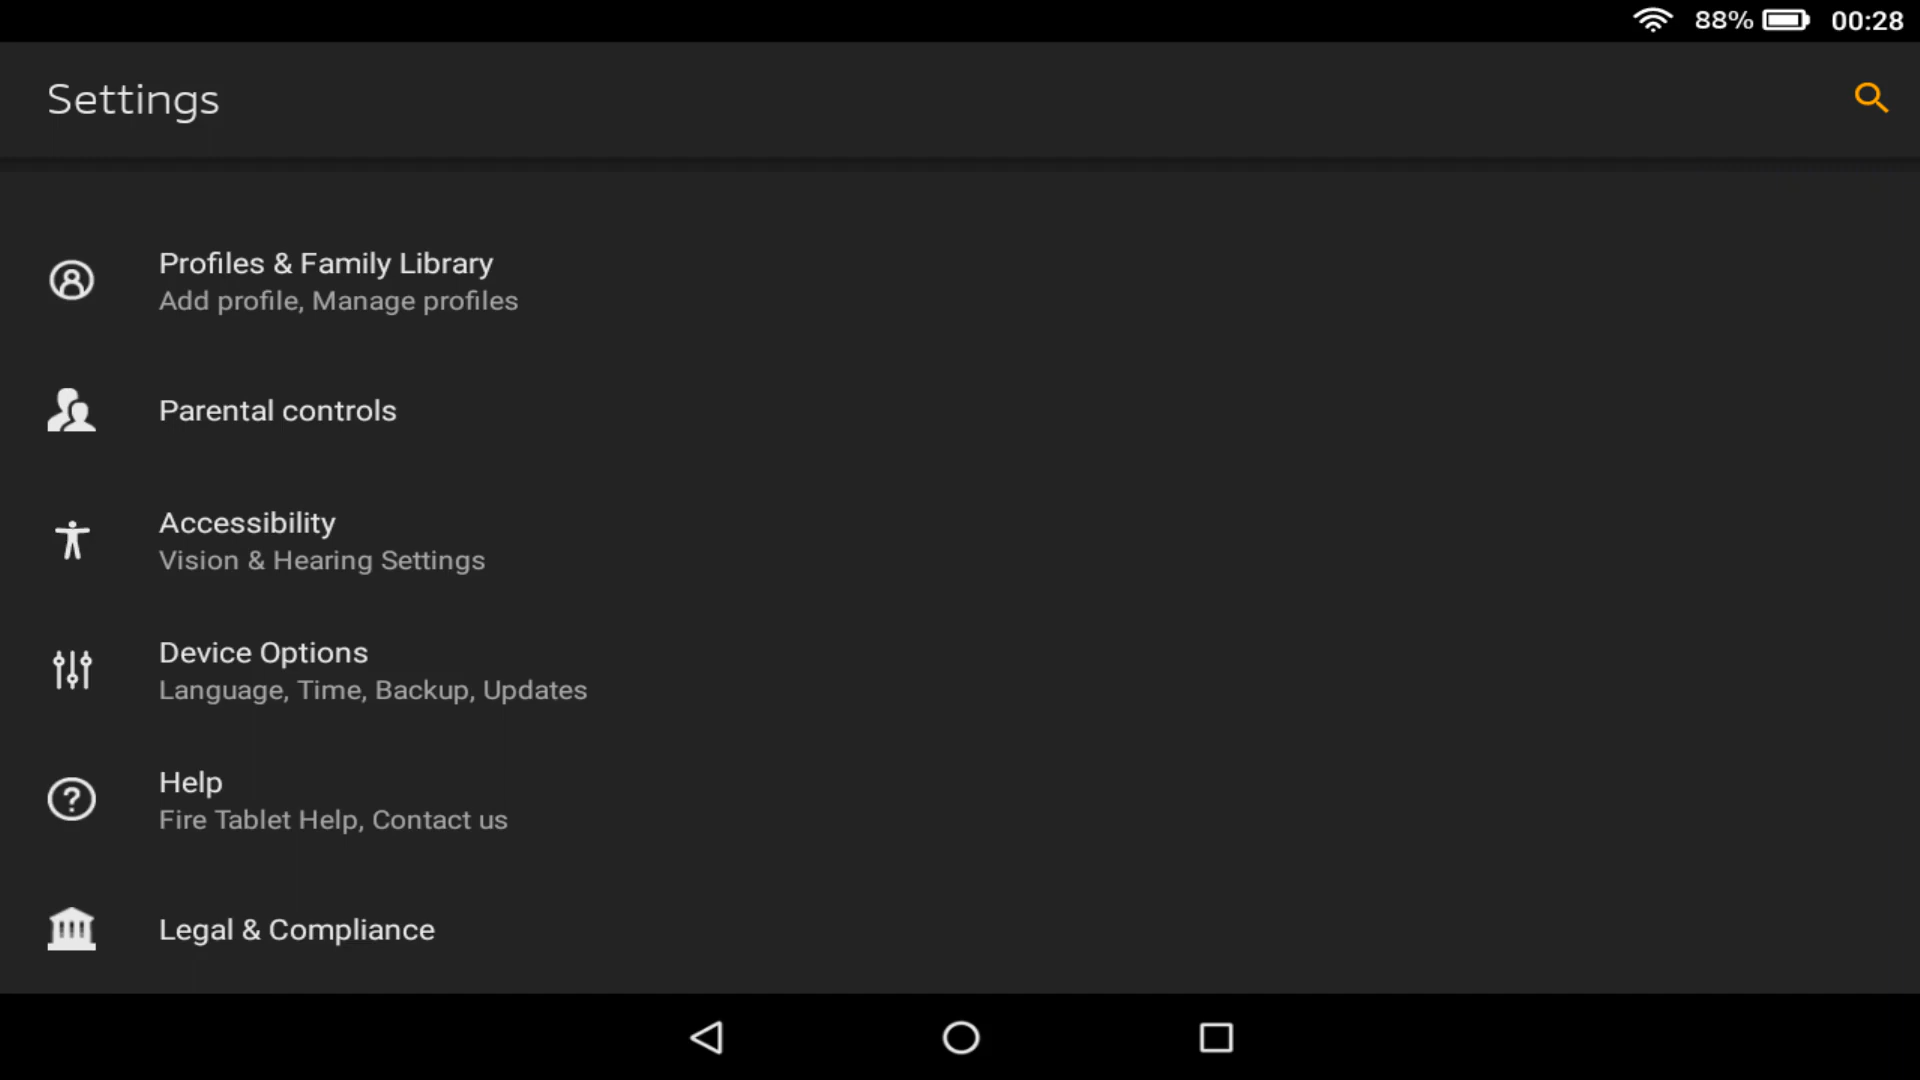 88% 00:28
Settings
Profiles & Family Library
Add profile, Manage profiles
Parental controls
Accessibility
Vision & Hearing Settings
Device Options
Language, Time, Backup, Updates
Help
Fire Tablet Help, Contact us
Legal & Compliance